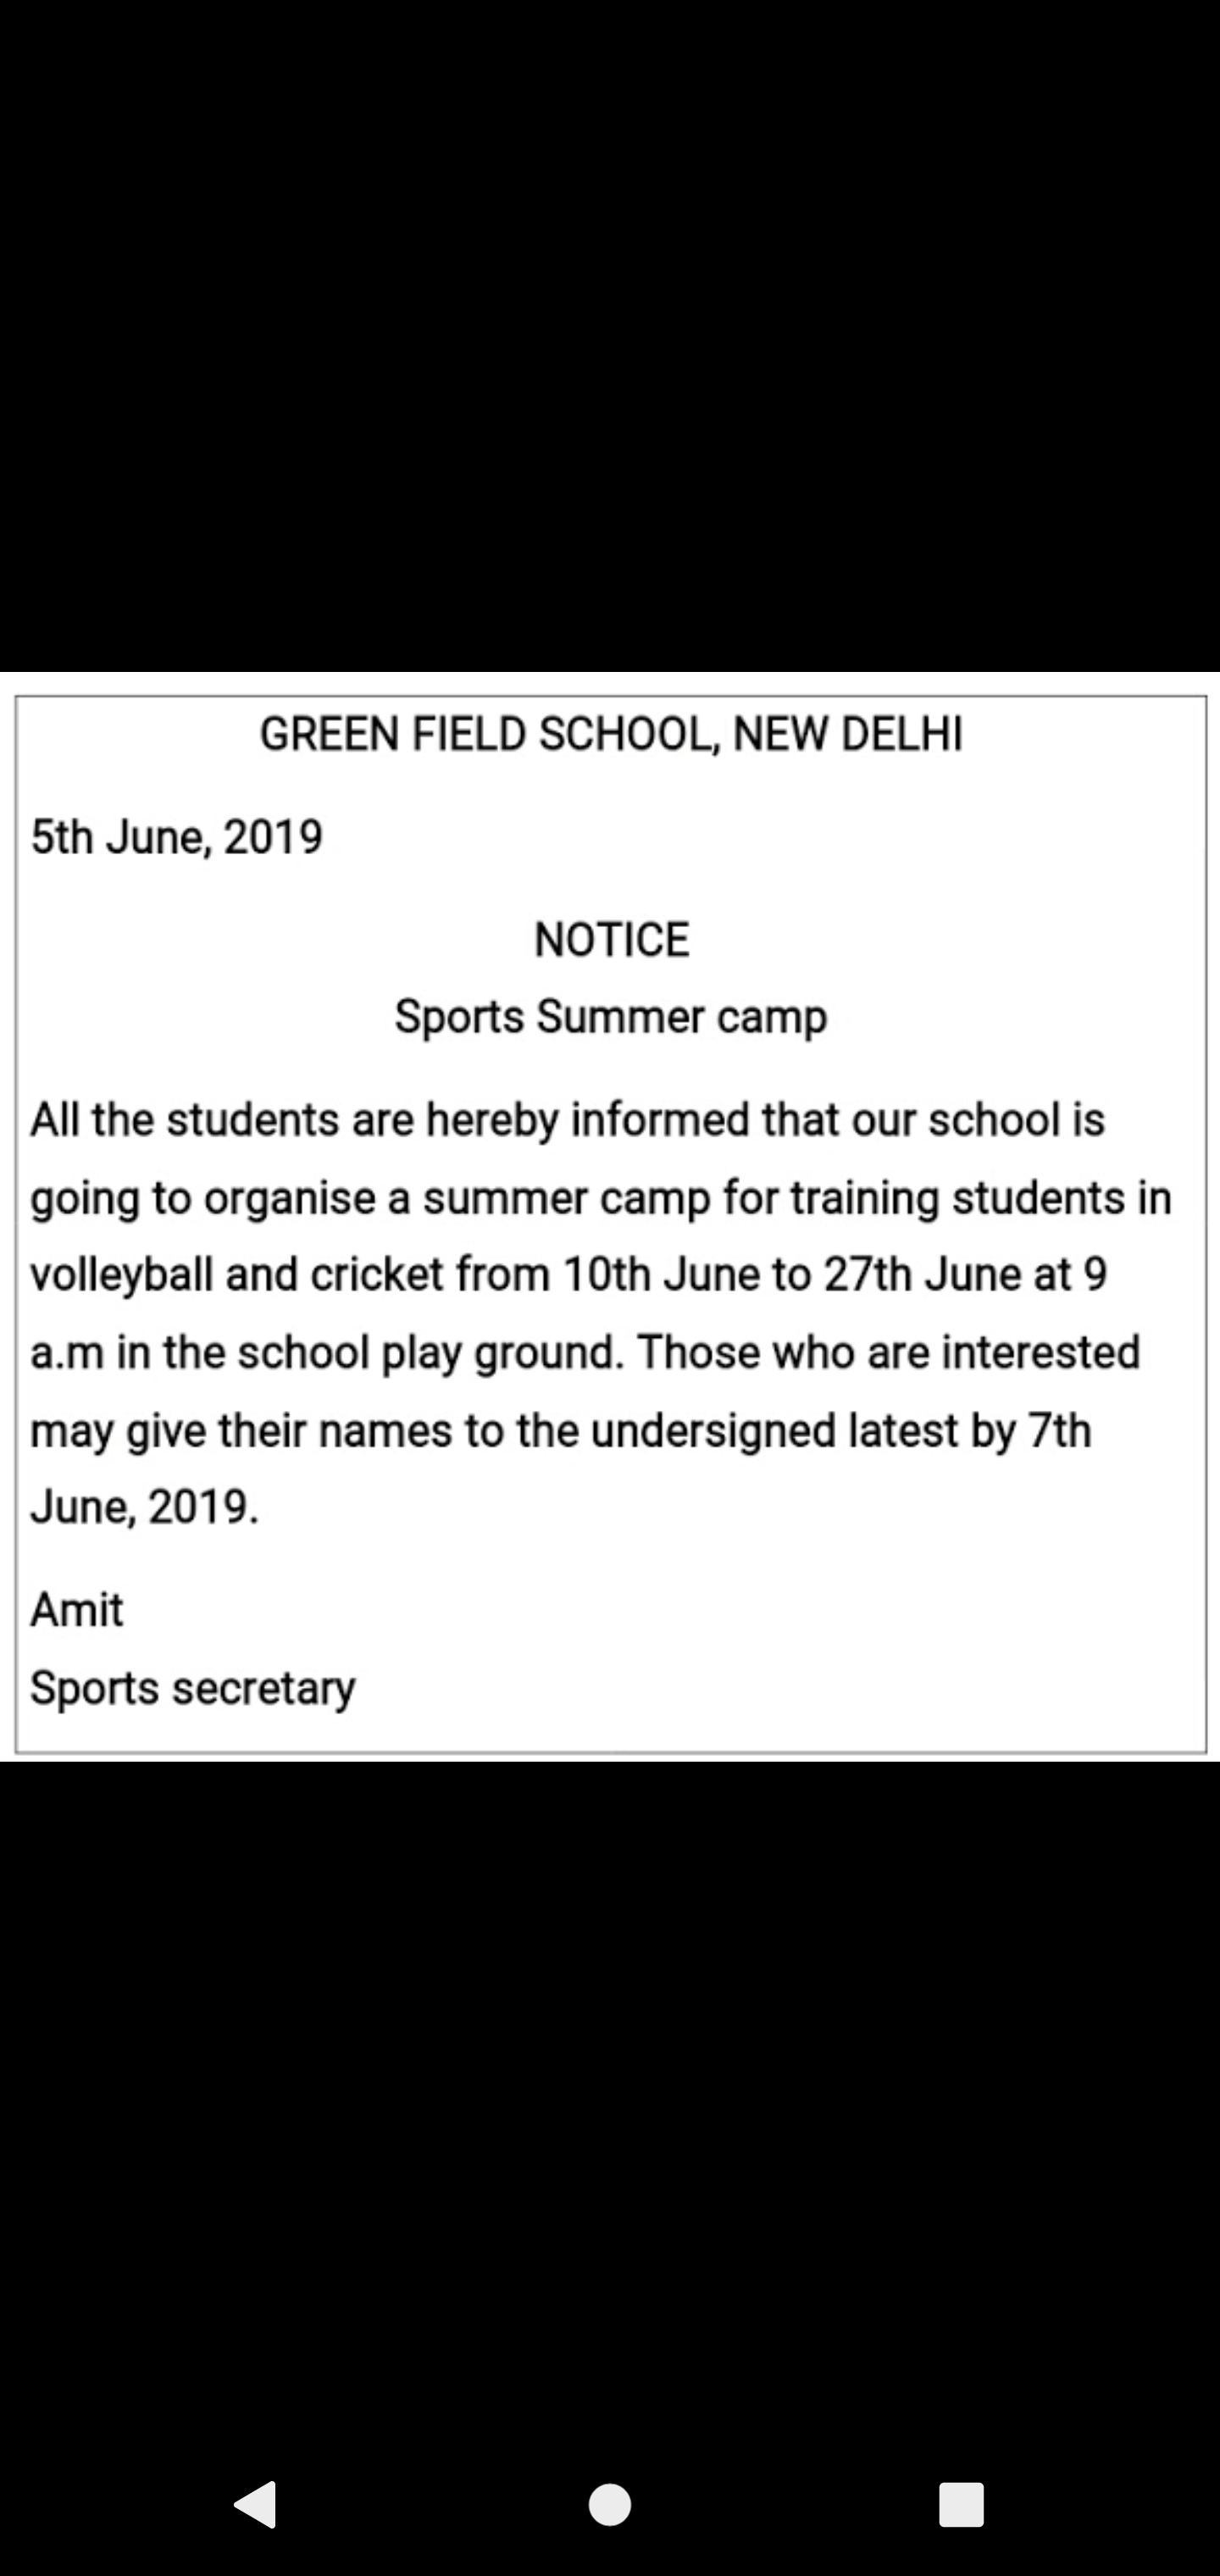 GREEN FIELD SCHOOL, NEW DELHI
5th June, 2019
NOTICE
Sports Summer camp
All the students are hereby informed that our school is
going to organise a summer camp for training students in
volleyball and cricket from 10th June to 27th June at 9
a.m in the school play ground. Those who are interested
may give their names to the undersigned latest by 7th
June, 2019.
Amit
Sports secretary